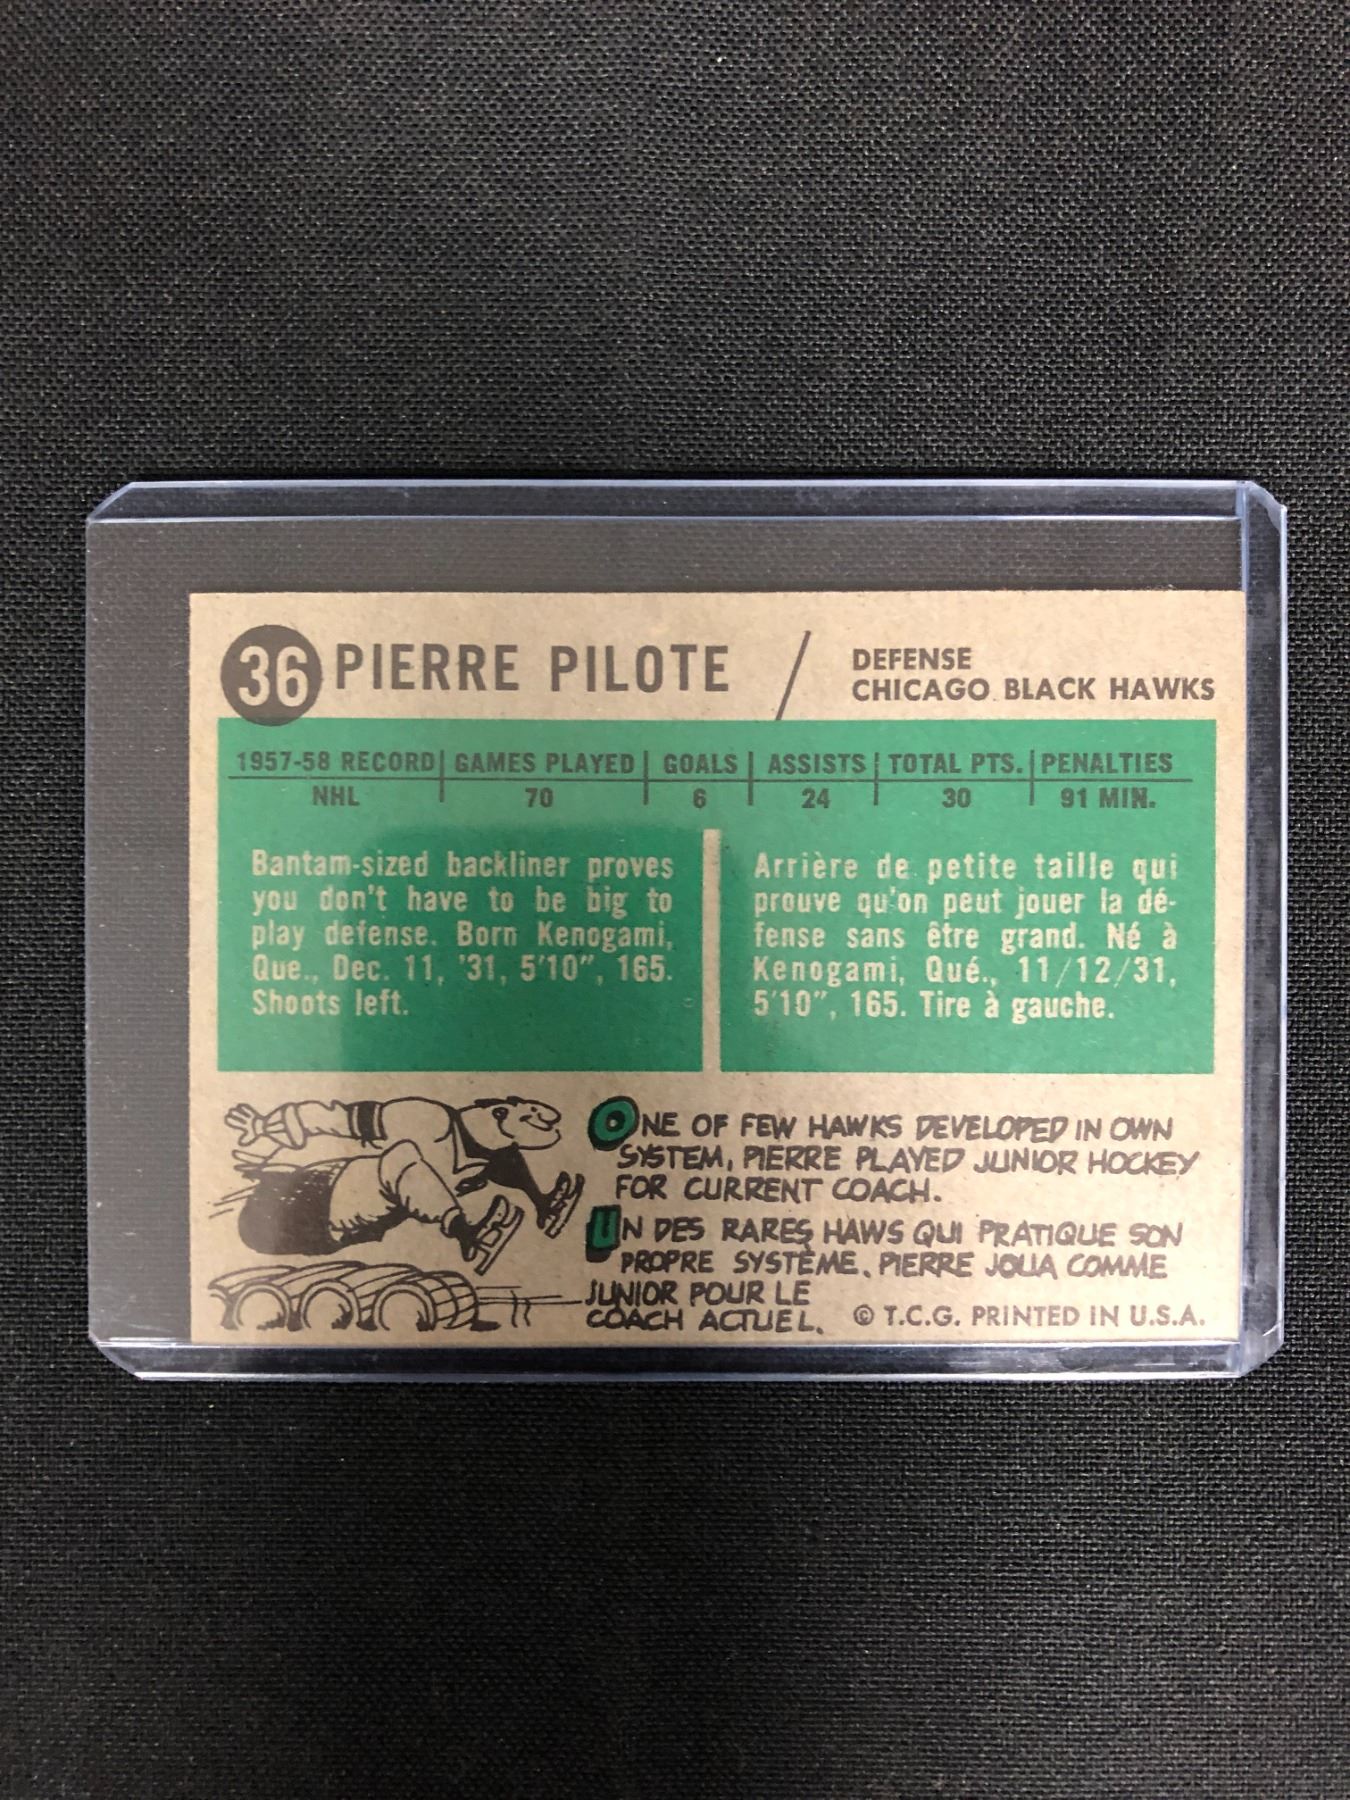 36 PIERRE PILOTE / DEFENSE
CHICAGO BLACK HAWKS
1957-58 RECORD GAMES PLAYED GOALS ASSISTS TOTAL PTS. PENALTIES
NHL 70 6 24 30 91 MIN.
Bantam-sized backliner proves
you don't have to be big to
play defense. Born Kenogami,
Que., Dec. 11, '31, 5'10", 165.
Shoots left.
Arrière de petite taille qui
prouve qu'on peut jouer la dé-
fense sans être grand. Né à
Kenogami, Qué., 11/12/31,
5'10", 165. Tire à gauche.
ONE OF FEW HAWKS DEVELOPED IN OWN
SYSTEM, PIERRE PLAYED JUNIOR HOCKEY
FOR CURRENT COACH.
UN DES RARES HAWS QUI PRATIQUE SON
PROPRE SYSTÈME. PIERRE JOUA COMME
JUNIOR POUR LE
COACH ACTUEL.
© T.C.G. PRINTED IN U.S.A.